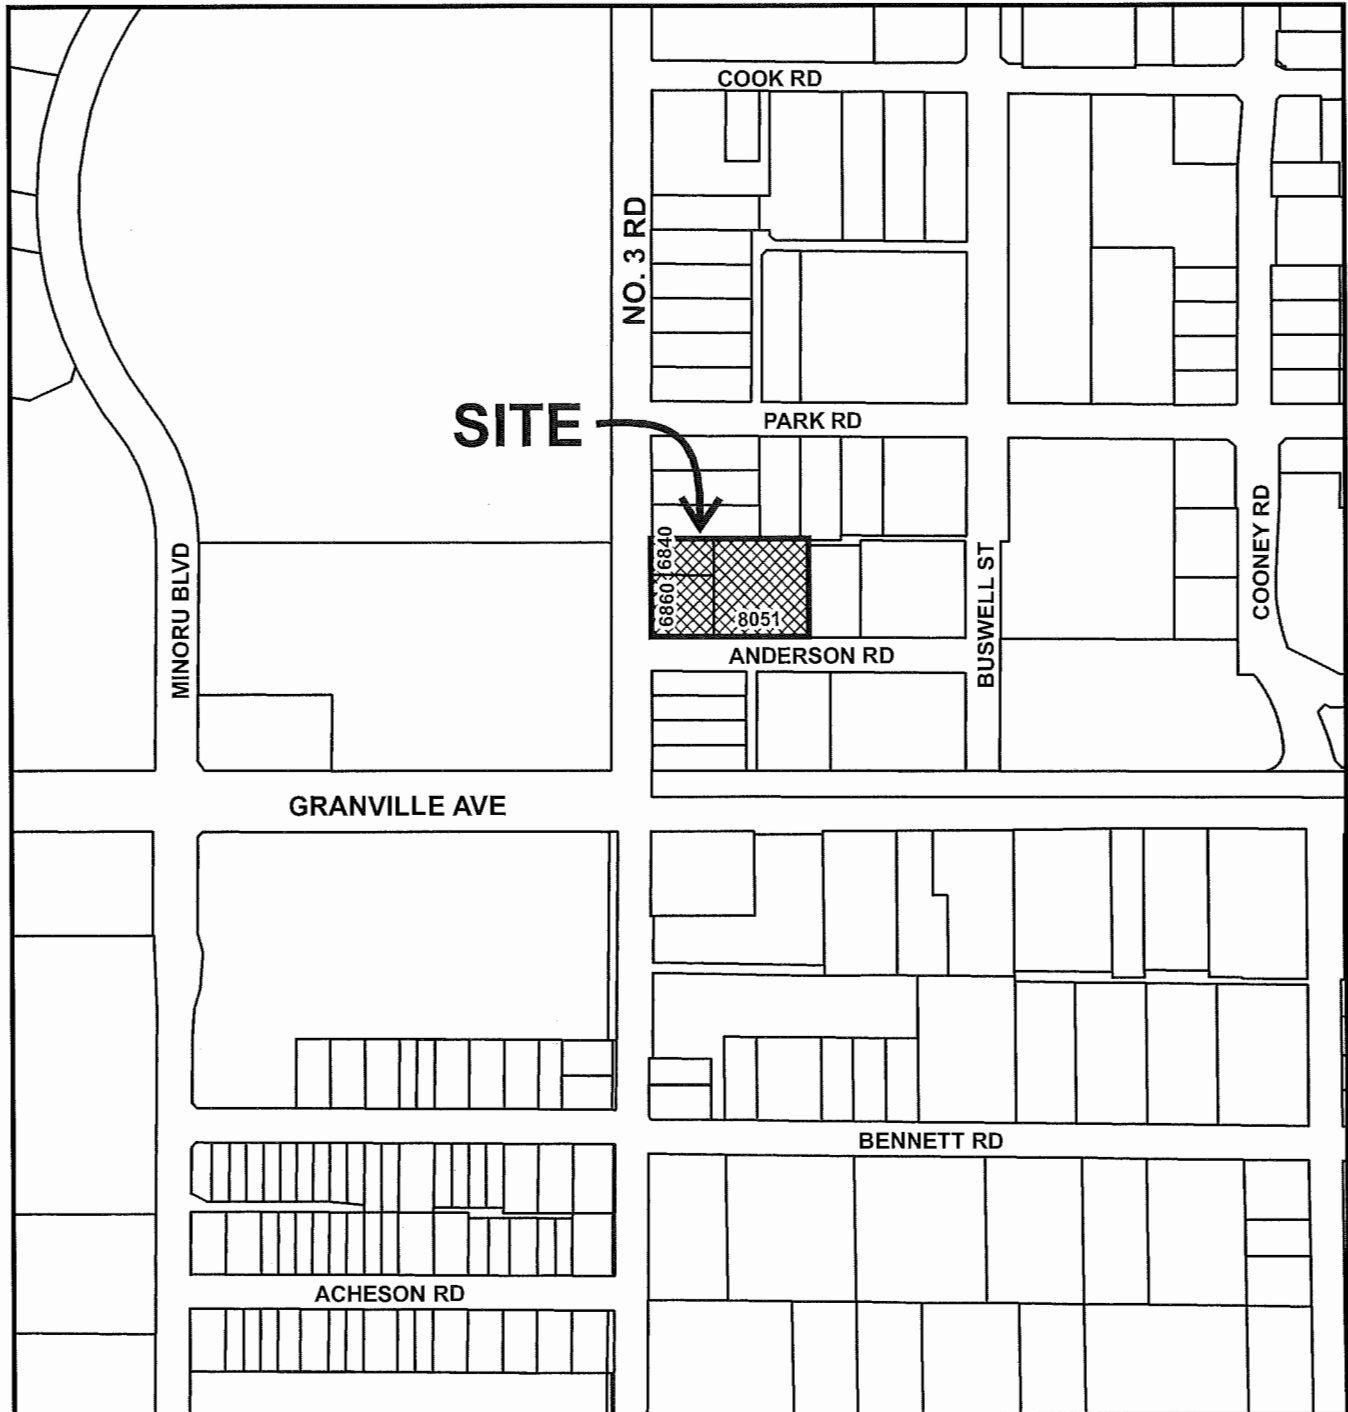 COOK RD
NO. 3 RD
SITE
PARK RD
COONEY RD
6840
MINORU BLVD
BUSWELL ST
6860
8051
ANDERSON RD
GRANVILLE AVE
BENNETT RD
ACHESON RD